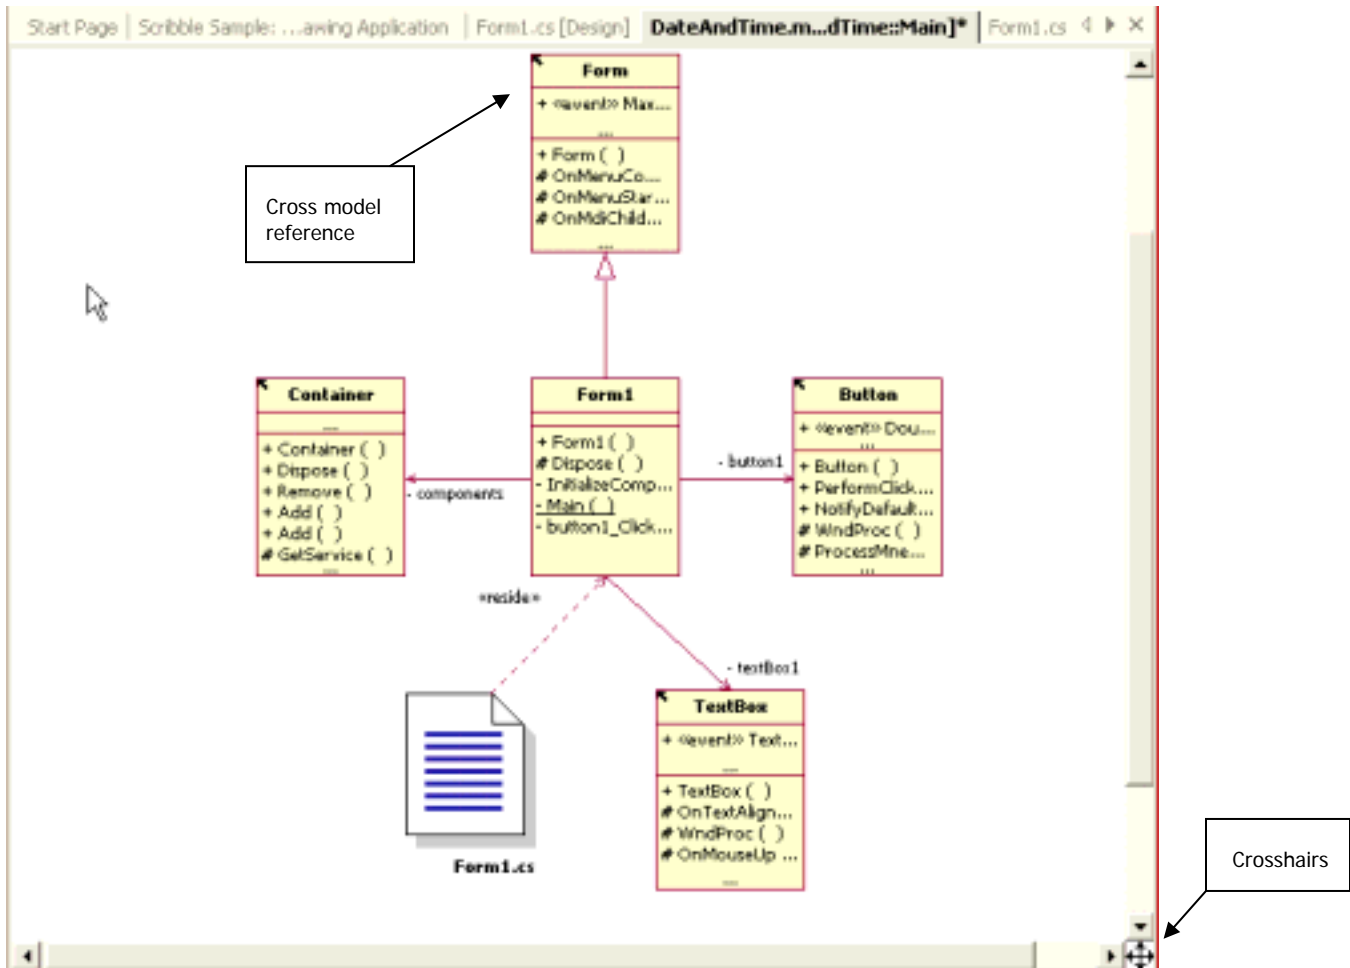 Start Page
Scribble Sample: ...awing Application
Form1.cs [Design]
DateAndTime.m...dTime::Main]*
Form1.cs
Form
+ «event» Max...
...
+ Form ( )
# OnMenuCo...
# OnMenuStar...
# OnMdiChild...
...
Cross model
reference
Container
...
+ Container ( )
+ Dispose ( )
+ Remove ( )
+ Add ( )
+ Add ( )
# GetService ( )
...
- components
Form1
+ Form1 ( )
# Dispose ( )
- InitializeComp...
- Main ( )
- button1_Click...
- button1
Button
+ «event» Dou...
...
+ Button ( )
+ PerformClick...
+ NotifyDefault...
# WndProc ( )
# ProcessMne...
...
«reside»
- textBox1
Form1.cs
TextBox
+ «event» Text...
...
+ TextBox ( )
# OnTextAlign...
# WndProc ( )
# OnMouseUp ...
...
Crosshairs